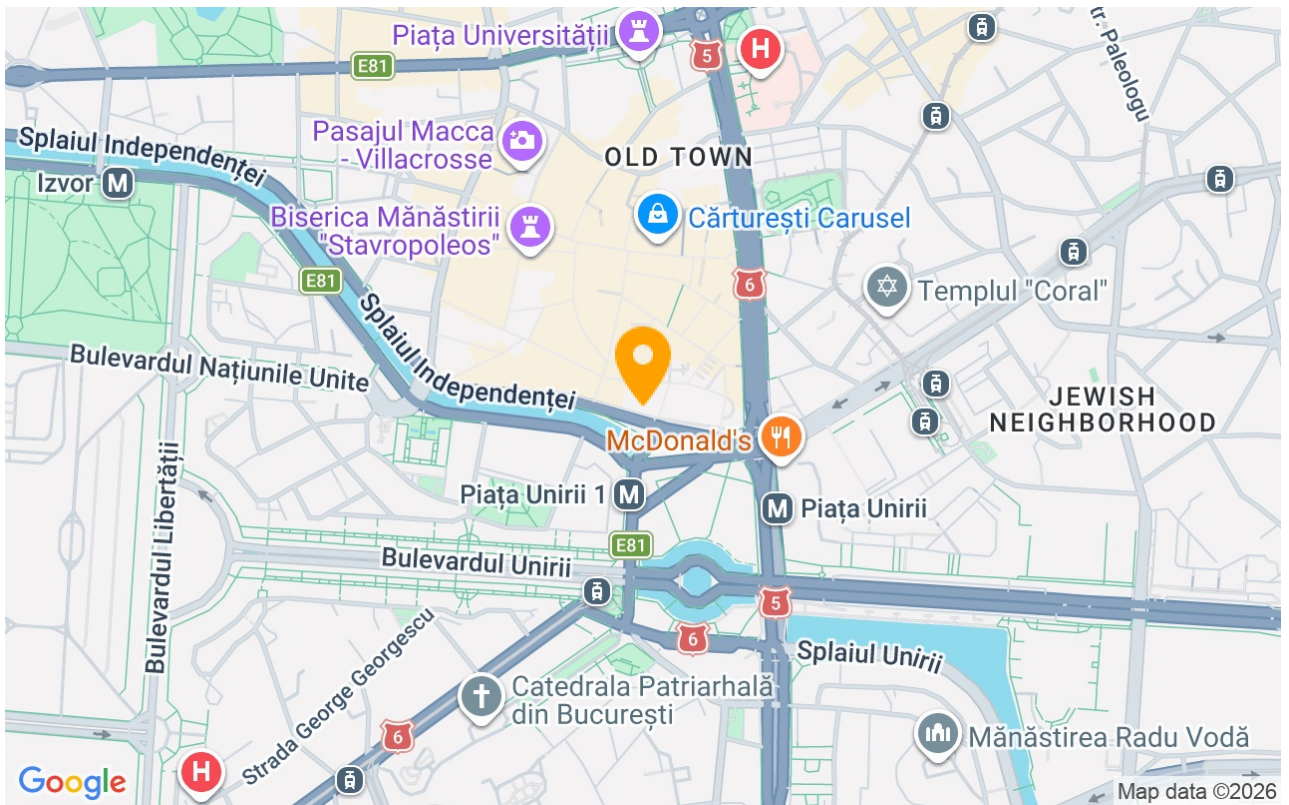 Piața Universității
5
H
E81
tr. Paleologu
Splaiul Independenței
Pasajul Macca
- Villacrosse
OLD TOWN
Izvor M
Biserica Mănăstirii
"Stavropoleos"
Cărturești Carusel
E81
6
Templul "Coral"
Splaiul Independenței
Bulevardul Națiunile Unite
JEWISH
NEIGHBORHOOD
McDonald's
Piața Unirii 1 M
M Piața Unirii
Bulevardul Libertății
E81
Bulevardul Unirii
5
6
Splaiul Unirii
Strada George Georgescu
Catedrala Patriarhală
din București
6
Mănăstirea Radu Vodă
H
Google
Map data ©2026